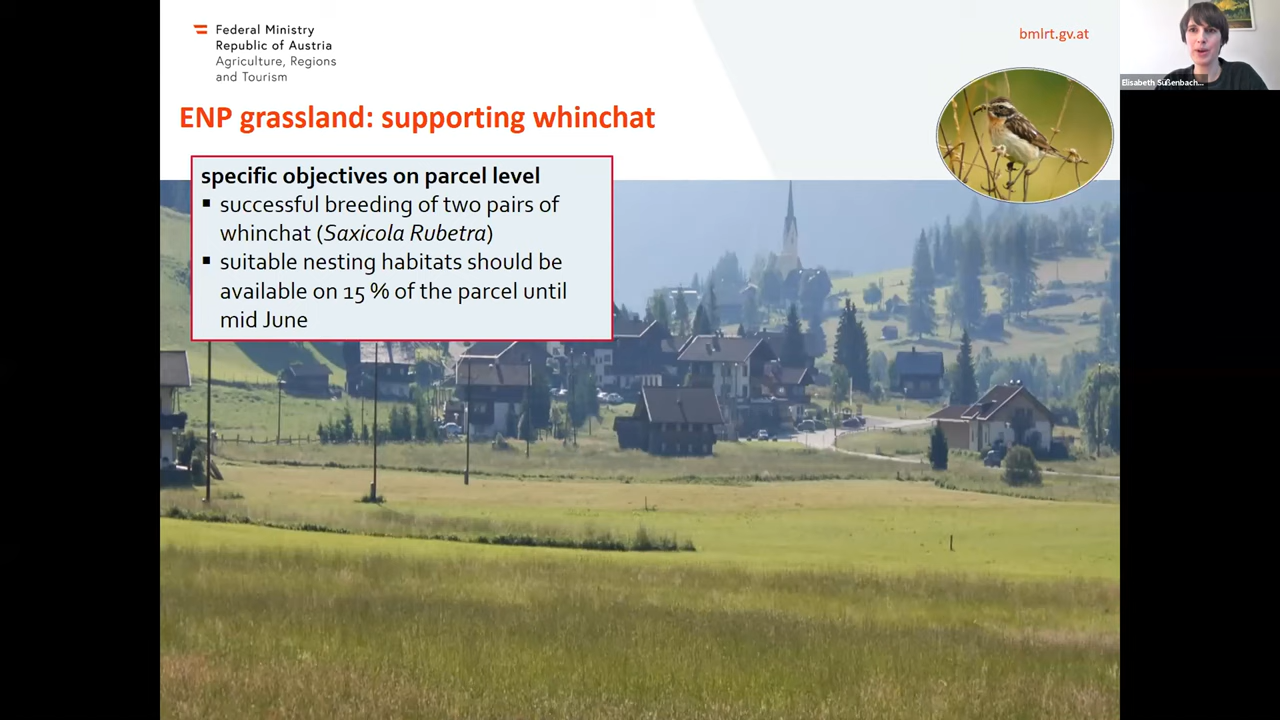 Federal Ministry
Republic of Austria
Agriculture, Regions
and Tourism
bmlrt.gv.at
Elisabeth Süßenbach...
ENP grassland: supporting whinchat
specific objectives on parcel level
▪ successful breeding of two pairs of
whinchat (Saxicola Rubetra)
▪ suitable nesting habitats should be
available on 15 % of the parcel until
mid June